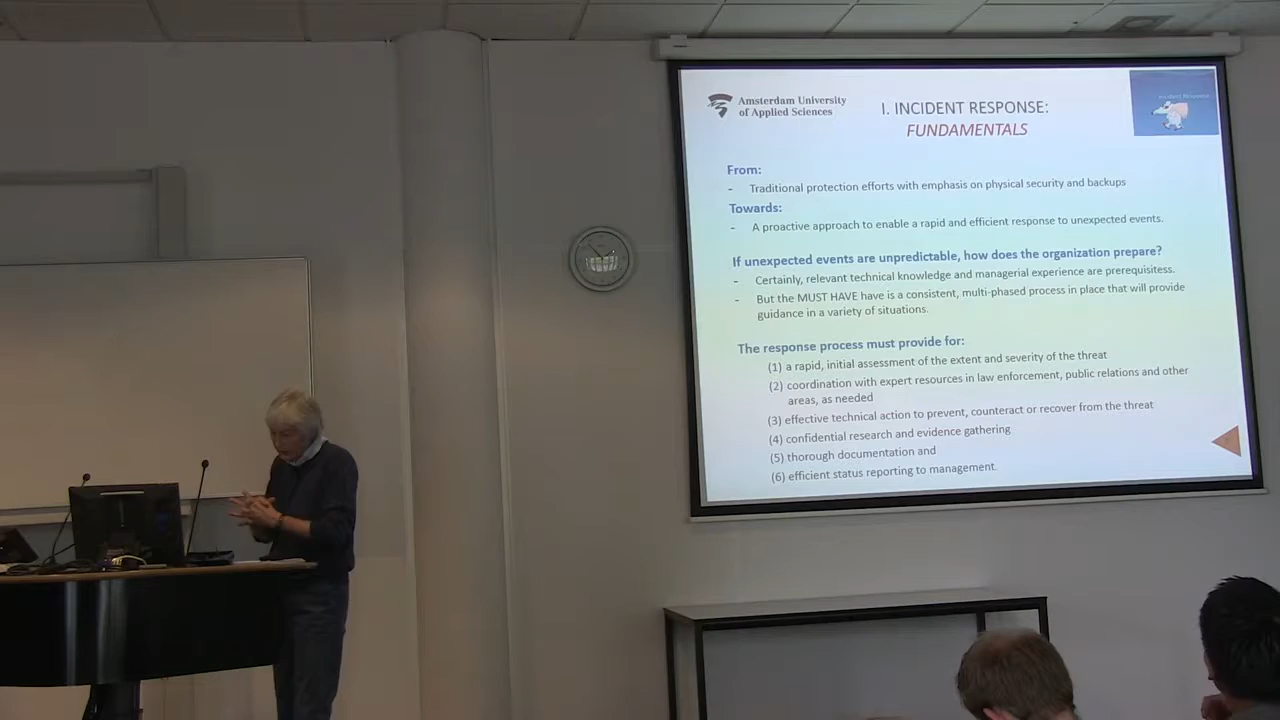 Amsterdam University
of Applied Sciences
I. INCIDENT RESPONSE:
FUNDAMENTALS
Incident Response
From:
- Traditional protection efforts with emphasis on physical security and backups
Towards:
- A proactive approach to enable a rapid and efficient response to unexpected events.
If unexpected events are unpredictable, how does the organization prepare?
- Certainly, relevant technical knowledge and managerial experience are prerequisitess.
- But the MUST HAVE have is a consistent, multi-phased process in place that will provide
guidance in a variety of situations.
The response process must provide for:
(1) a rapid, initial assessment of the extent and severity of the threat
(2) coordination with expert resources in law enforcement, public relations and other
areas, as needed
(3) effective technical action to prevent, counteract or recover from the threat
(4) confidential research and evidence gathering
(5) thorough documentation and
(6) efficient status reporting to management.